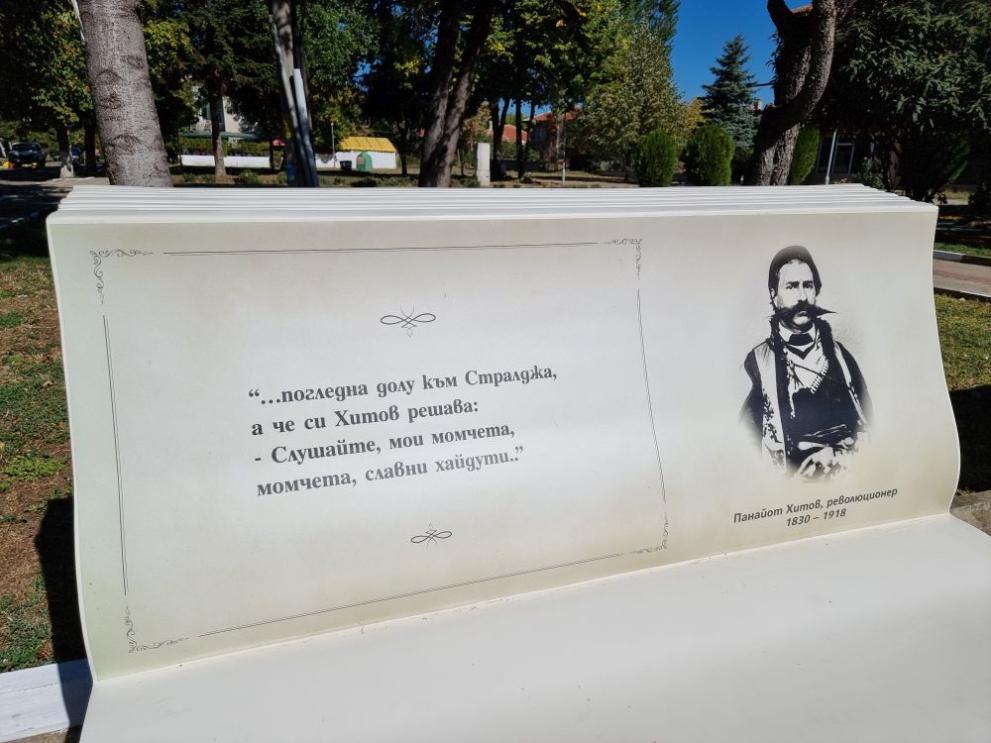 “...погледна долу към Стралджа,
а че си Хитов решава:
- Слушайте, мои момчета,
момчета, славни хайдути..”
Панайот Хитов, революционер
1830 – 1918